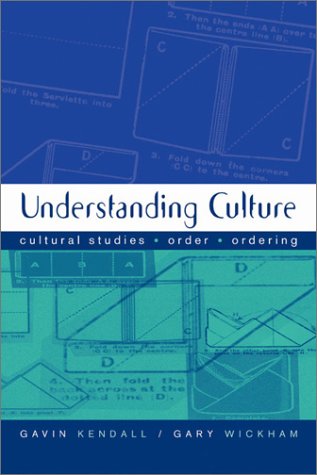 2. Then the ends (A A) over to
the centre line (B).
C
C
D
Fold the Serviette into
three.
3. Fold down the corners
(C C) to the centre.
Understanding Culture
cultural studies • order • ordering
A
B
A
D
4. Then fold the
back across at the
dotted line (D).
GAVIN KENDALL / GARY WICKHAM